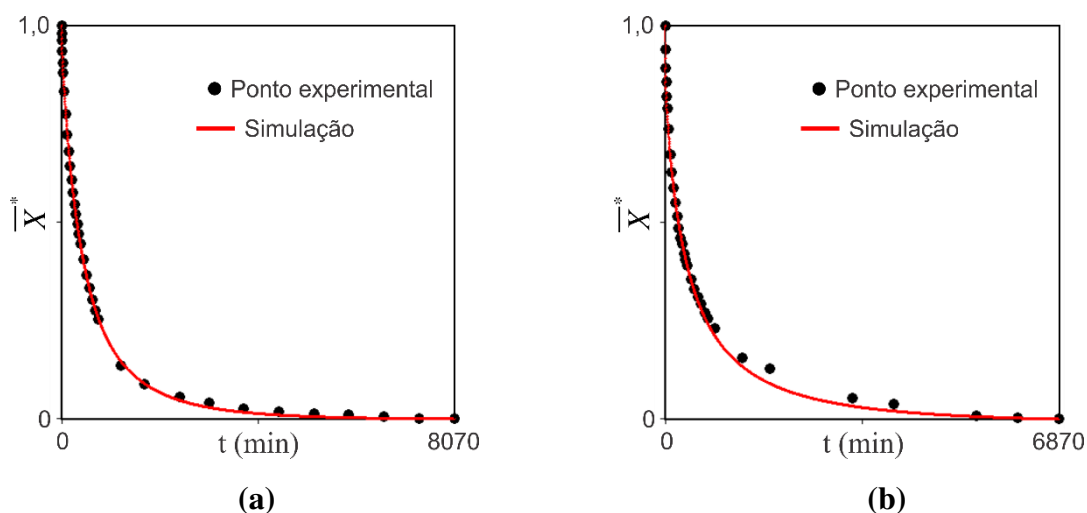 1,0
Ponto experimental
Simulação
X̅*
0
0
t (min)
8070
(a)
1,0
Ponto experimental
Simulação
X̅*
0
0
t (min)
6870
(b)